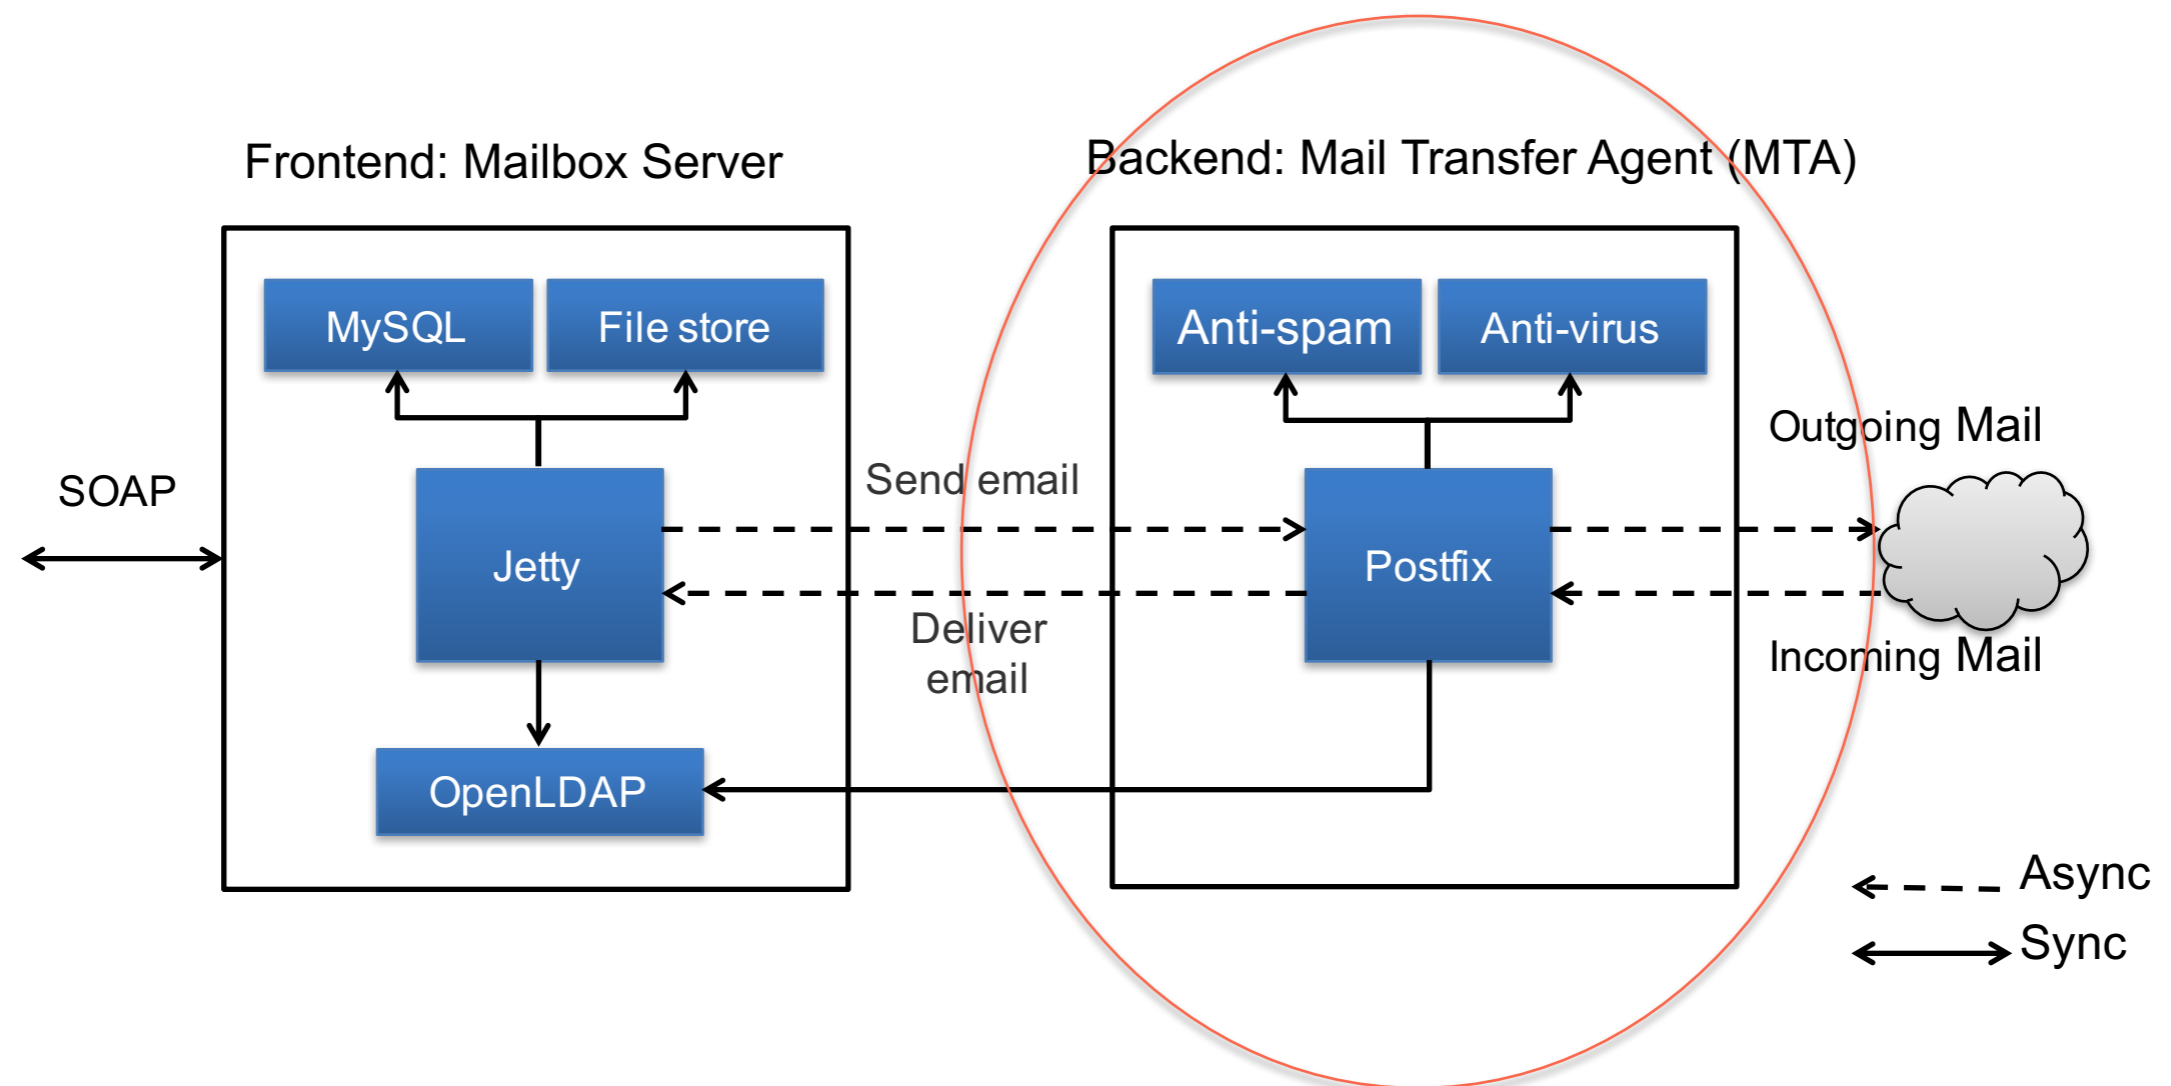 Frontend: Mailbox Server
Backend: Mail Transfer Agent (MTA)
MySQL
File store
Anti-spam
Anti-virus
Outgoing Mail
SOAP
Send email
Jetty
Postfix
Deliver
email
Incoming Mail
OpenLDAP
Async
Sync